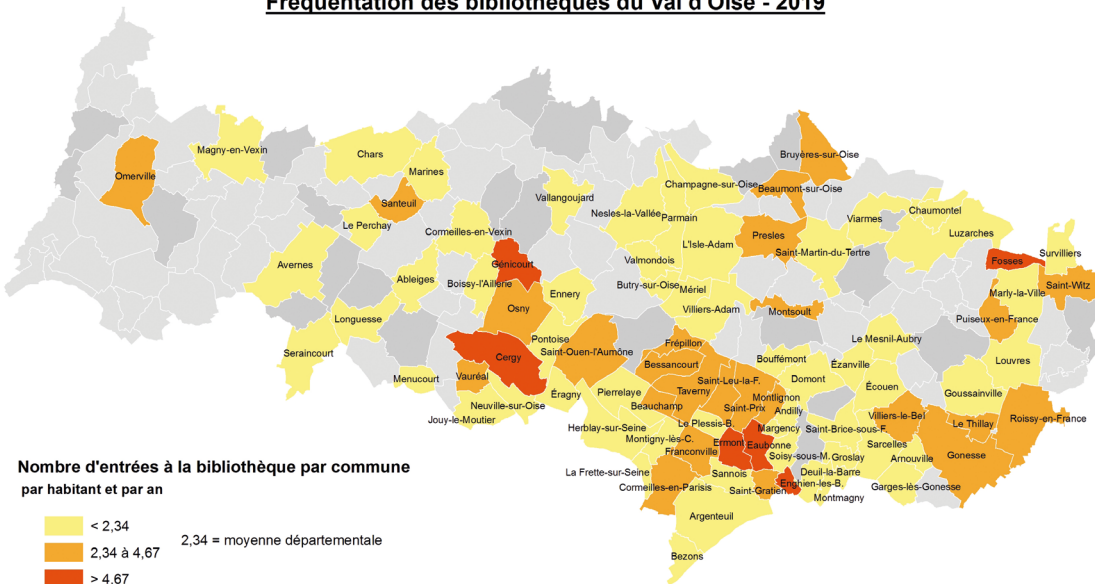 Fréquentation des bibliothèques du Val d'Oise - 2019
Bruyères-sur-Oise
Magny-en-Vexin
Chars
Marines
Omerville
Champagne-sur-Oise
Beaumont-sur-Oise
Vallangoujard
Santeuil
Nesles-la-Vallée
Parmain
Chaumontel
Viarmes
Le Perchay
Cormeilles-en-Vexin
Presles
Luzarches
L'Isle-Adam
Saint-Martin-du-Tertre
Survilliers
Valmondois
Fosses
Avernes
Génicourt
Ableiges
Boissy-l'Aillerie
Butry-sur-Oise
Mériel
Saint-Witz
Ennery
Marly-la-Ville
Osny
Villiers-Adam
Montsoult
Longuesse
Puiseux-en-France
Pontoise
Le Mesnil-Aubry
Frépillon
Seraincourt
Saint-Ouen-l'Aumône
Cergy
Bouffémont
Louvres
Bessancourt
Ézanville
Menucourt
Vauréal
Saint-Leu-la-F.
Domont
Écouen
Éragny
Pierrelaye
Taverny
Goussainville
Montlignon
Neuville-sur-Oise
Beauchamp
Saint-Prix
Andilly
Villiers-le-Bel
Roissy-en-France
Jouy-le-Moutier
Le Plessis-B.
Le Thillay
Herblay-sur-Seine
Margency
Saint-Brice-sous-F.
Montigny-lès-C.
Ermont
Eaubonne
Sarcelles
Franconville
Soisy-sous-M.
Groslay
Gonesse
Arnouville
La Frette-sur-Seine
Sannois
Deuil-la-Barre
Enghien-les-B.
Cormeilles-en-Parisis
Saint-Gratien
Garges-lès-Gonesse
Montmagny
Argenteuil
Bezons
Nombre d'entrées à la bibliothèque par commune
par habitant et par an
< 2,34
2,34 à 4,67
2,34 = moyenne départementale
> 4,67